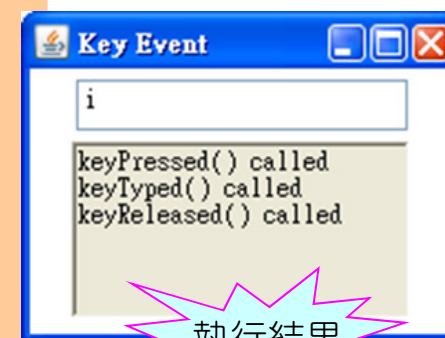 Key Event
i
keyPressed() called
keyTyped() called
keyReleased() called
執行結果